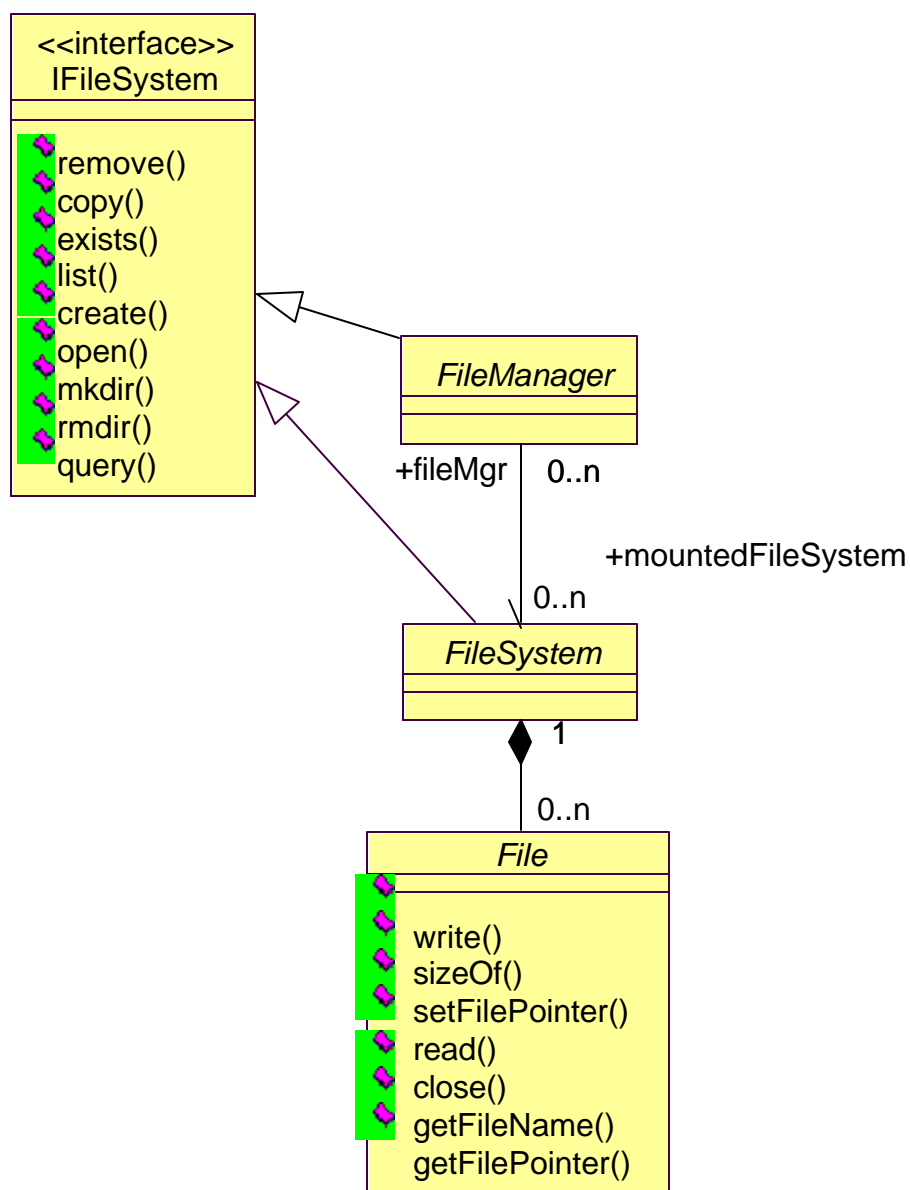 <<interface>>
IFileSystem
remove()
copy()
exists()
list()
create()
open()
mkdir()
rmdir()
query()
FileManager
+fileMgr
0..n
+mountedFileSystem
0..n
FileSystem
1
0..n
File
write()
sizeOf()
setFilePointer()
read()
close()
getFileName()
getFilePointer()